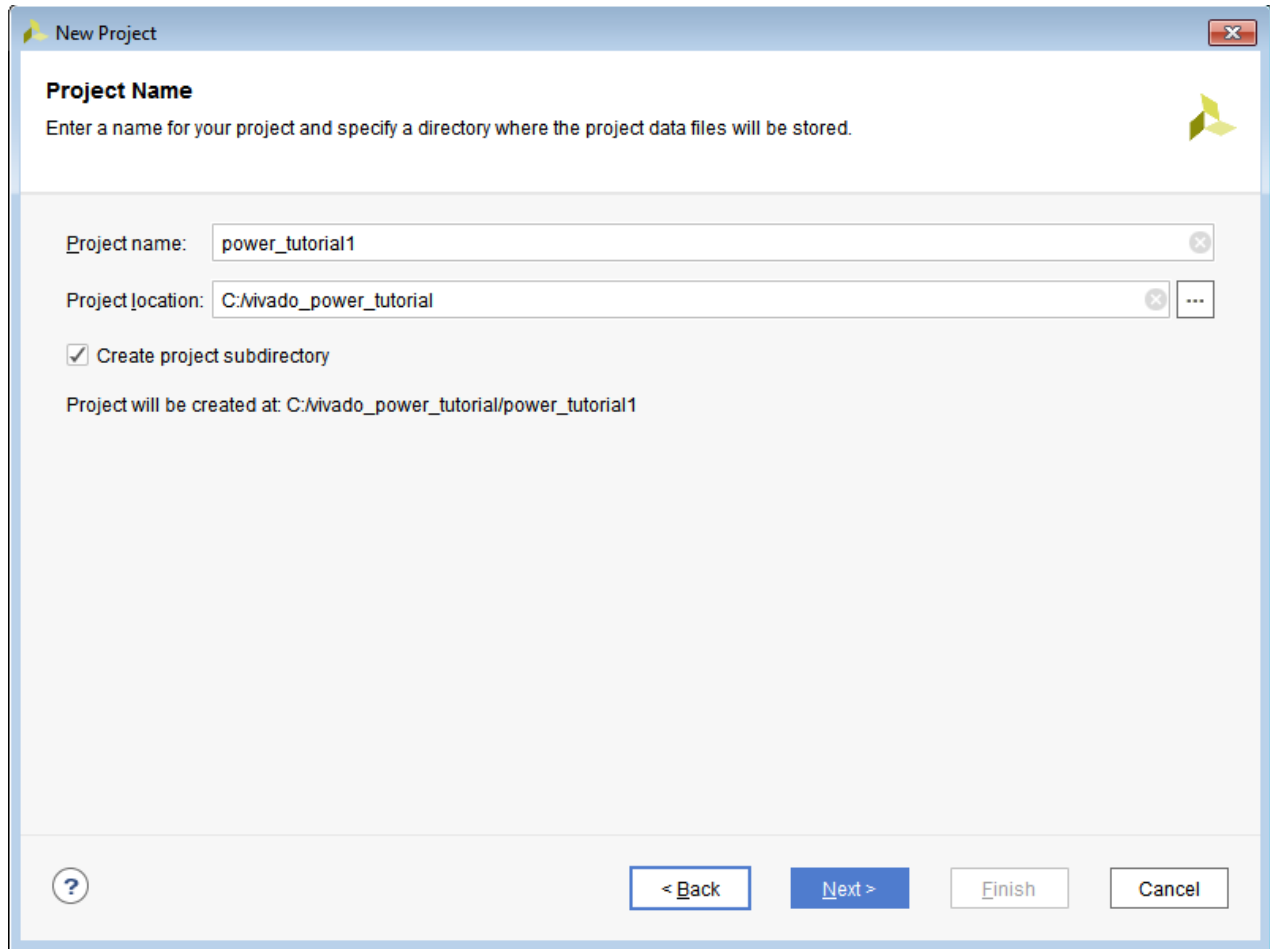 New Project
Project Name
Enter a name for your project and specify a directory where the project data files will be stored.
Project name: power_tutorial1
Project location: C:/vivado_power_tutorial ...
Create project subdirectory
Project will be created at: C:/vivado_power_tutorial/power_tutorial1
? < Back Next > Finish Cancel